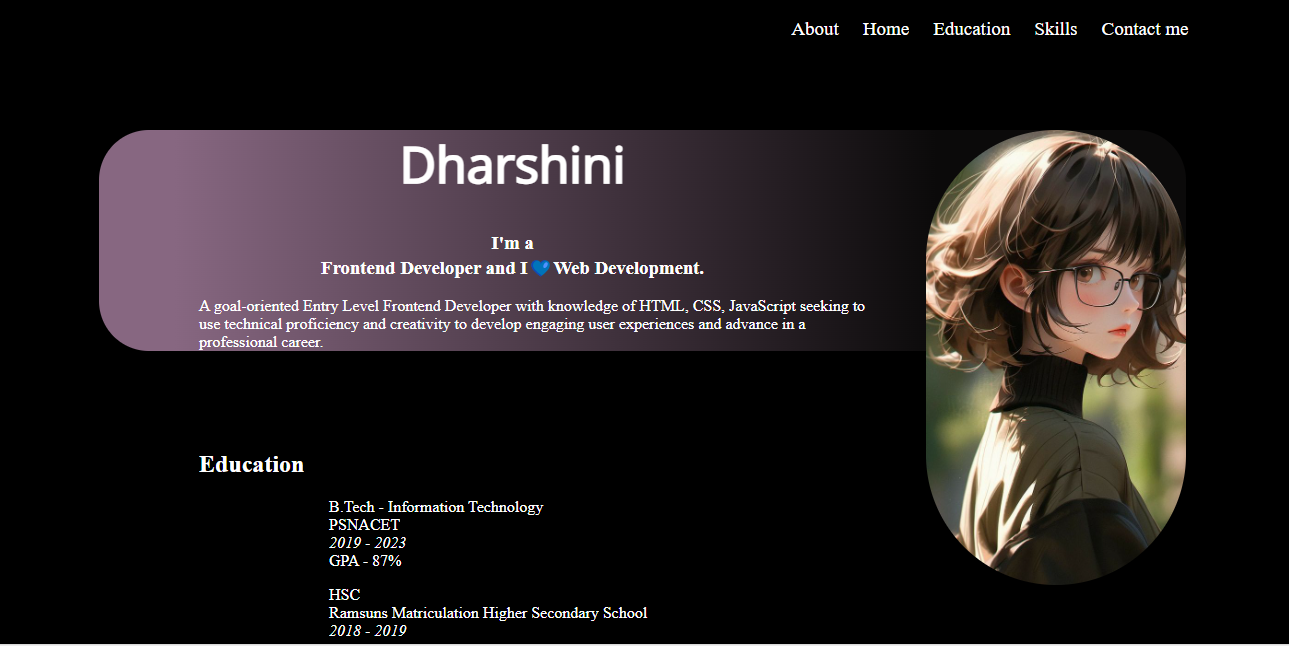 About Home Education Skills Contact me
Dharshini
I'm a
Frontend Developer and I 💙 Web Development.
A goal-oriented Entry Level Frontend Developer with knowledge of HTML, CSS, JavaScript seeking to
use technical proficiency and creativity to develop engaging user experiences and advance in a
professional career.
Education
B.Tech - Information Technology
PSNACET
2019 - 2023
GPA - 87%
HSC
Ramsuns Matriculation Higher Secondary School
2018 - 2019